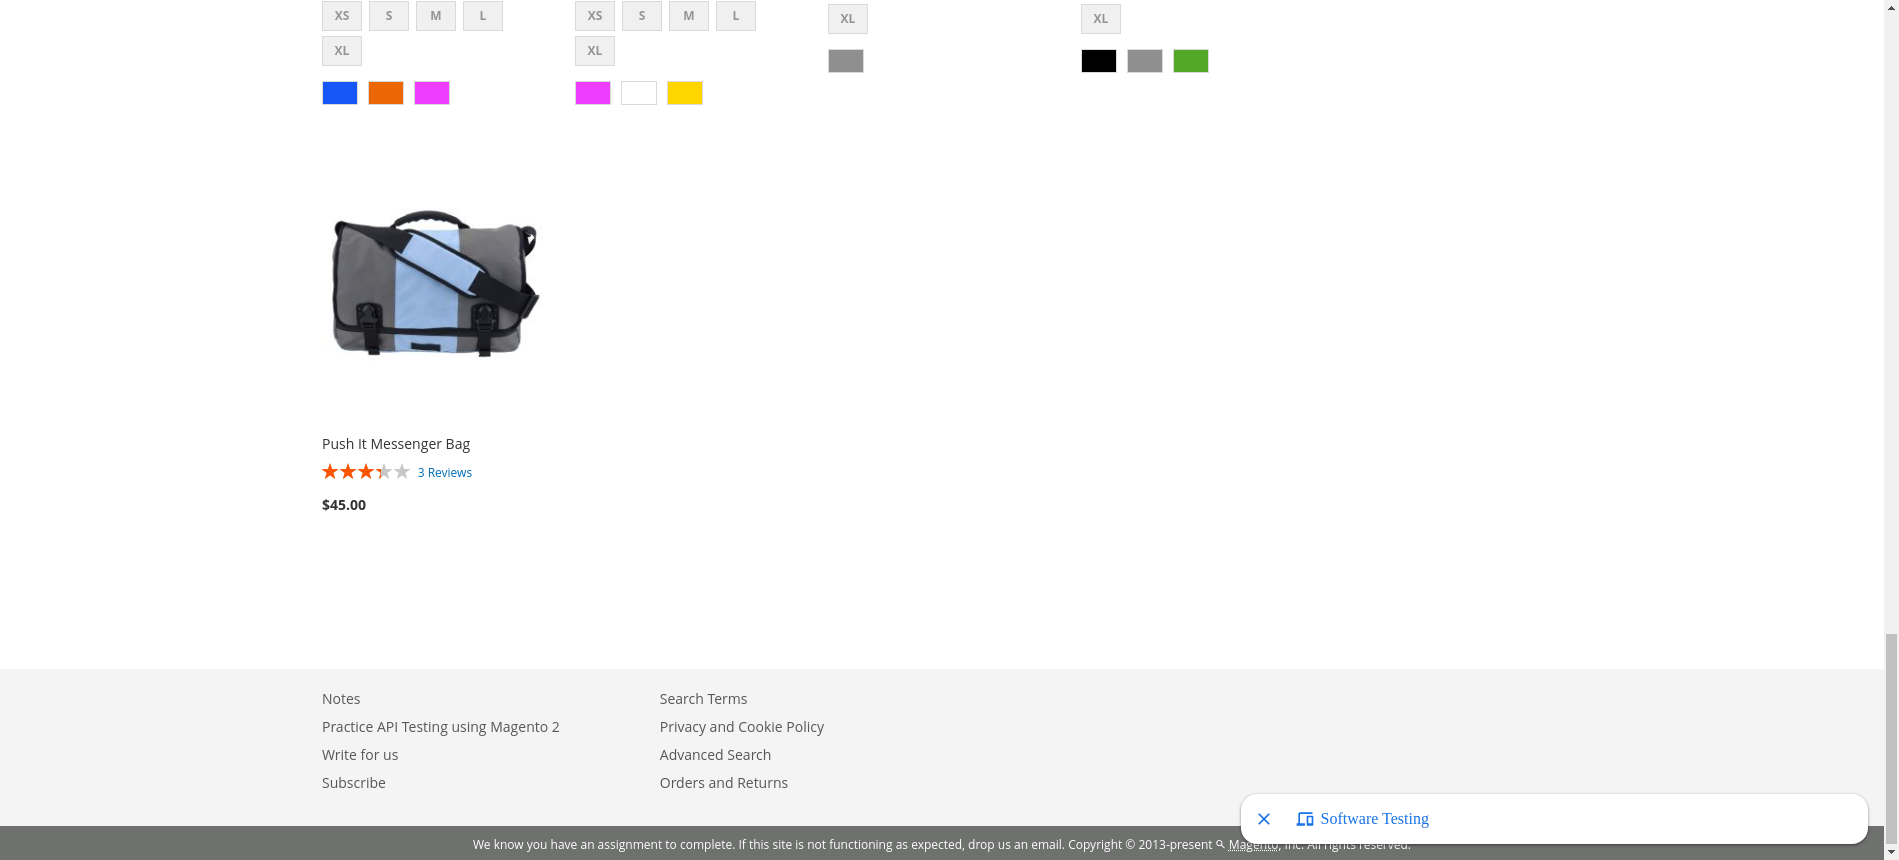 XS S M L
XL
XS S M L
XL
XL
XL
Push It Messenger Bag
3 Reviews
$45.00
Notes
Practice API Testing using Magento 2
Write for us
Subscribe
Search Terms
Privacy and Cookie Policy
Advanced Search
Orders and Returns
Software Testing
We know you have an assignment to complete. If this site is not functioning as expected, drop us an email. Copyright © 2013-present Magento, Inc. All rights reserved.